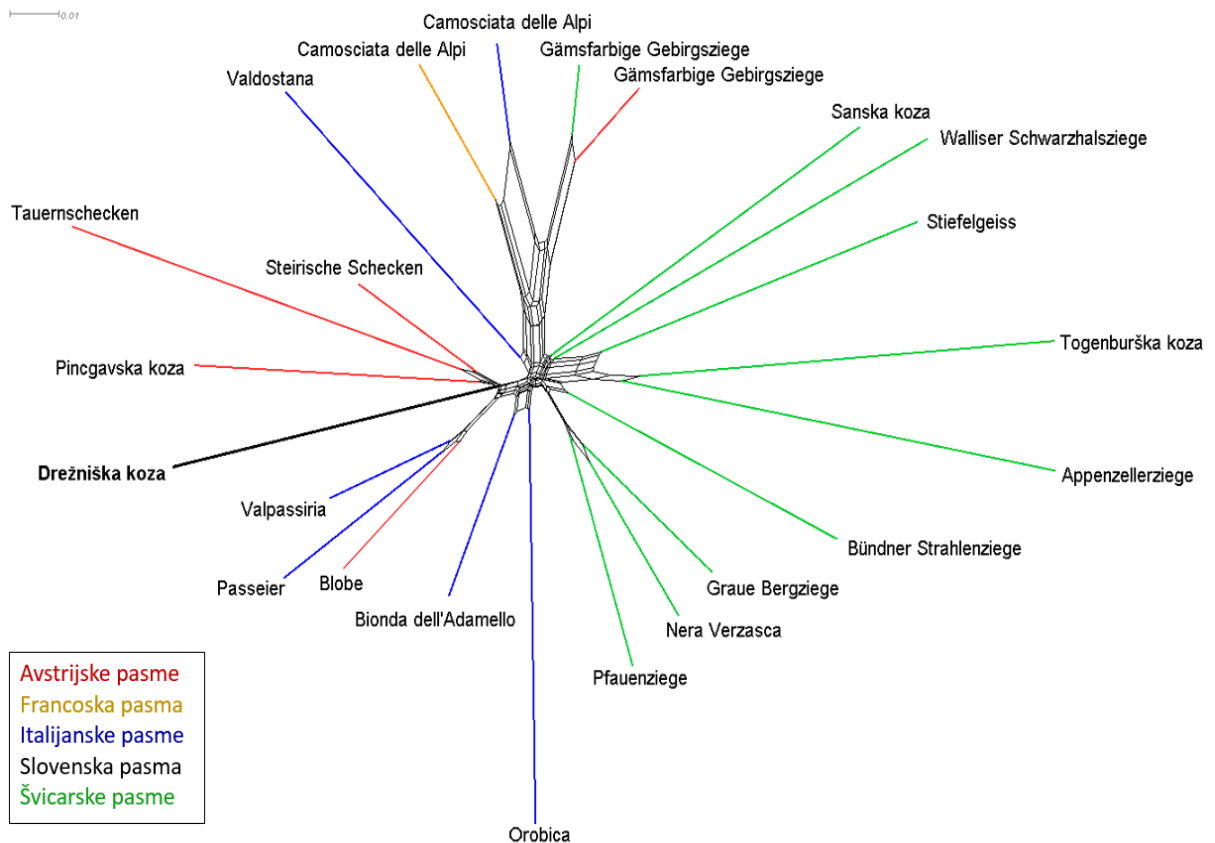 0.01
Camosciata delle Alpi
Camosciata delle Alpi
Gämsfarbige Gebirgsziege
Valdostana
Gämsfarbige Gebirgsziege
Sanska koza
Walliser Schwarzhalsziege
Tauernschecken
Stiefelgeiss
Steirische Schecken
Togenburška koza
Pincgavska koza
Drežniška koza
Appenzellerziege
Valpassiria
Bündner Strahlenziege
Passeier
Blobe
Graue Bergziege
Bionda dell'Adamello
Nera Verzasca
Pfauenziege
Avstrijske pasme
Francoska pasma
Italijanske pasme
Slovenska pasma
Švicarske pasme
Orobica